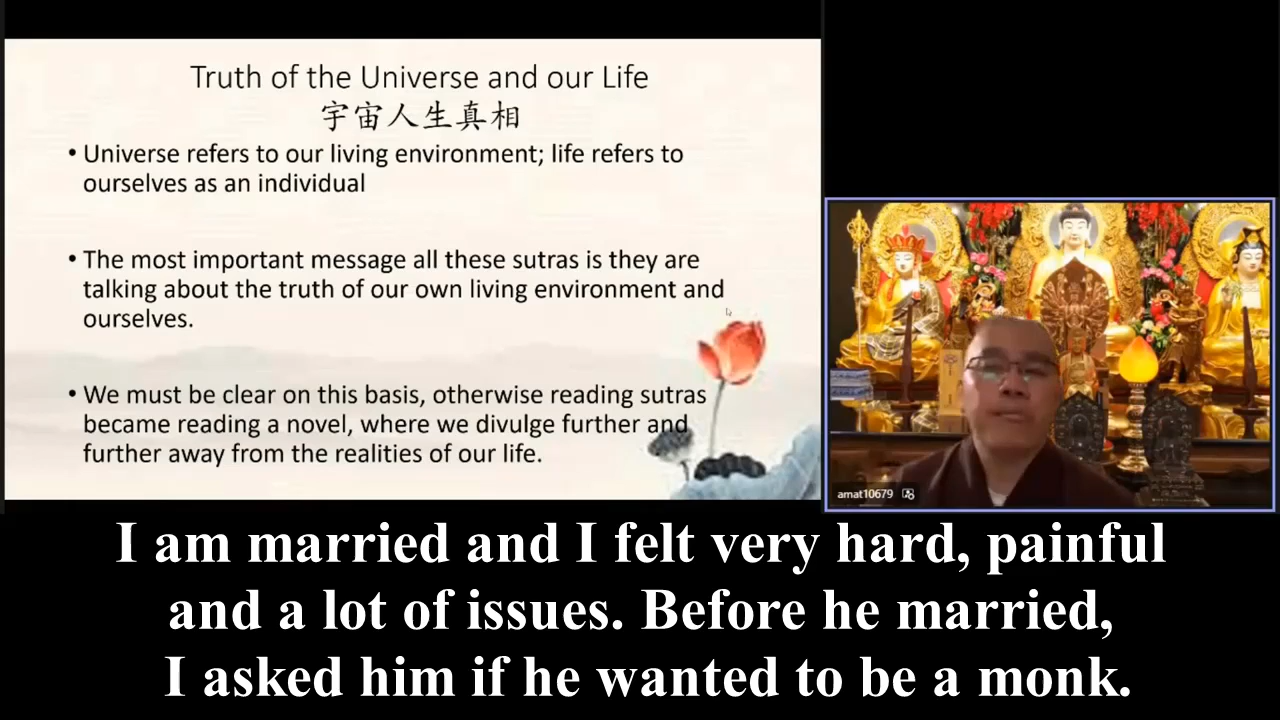 Truth of the Universe and our Life
宇宙人生真相
• Universe refers to our living environment; life refers to
ourselves as an individual
• The most important message all these sutras is they are
talking about the truth of our own living environment and
ourselves.
• We must be clear on this basis, otherwise reading sutras
became reading a novel, where we divulge further and
further away from the realities of our life.
amat10679
I am married and I felt very hard, painful
and a lot of issues. Before he married,
I asked him if he wanted to be a monk.